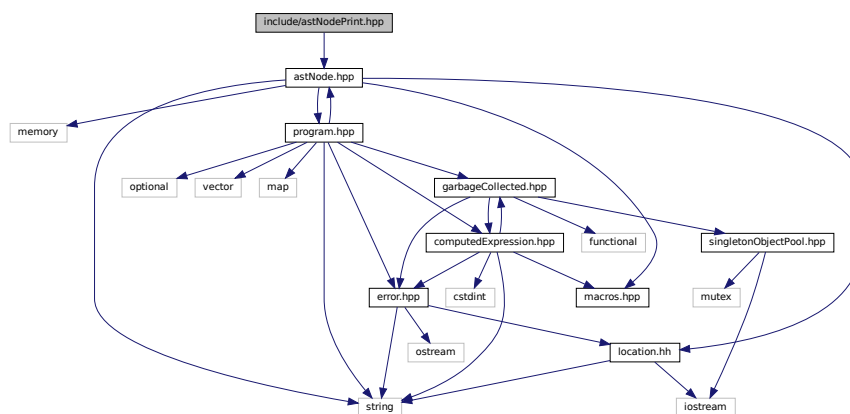 include/astNodePrint.hpp
astNode.hpp
memory
program.hpp
optional
vector
map
garbageCollected.hpp
computedExpression.hpp
functional
singletonObjectPool.hpp
error.hpp
cstdint
macros.hpp
mutex
ostream
location.hh
string
iostream